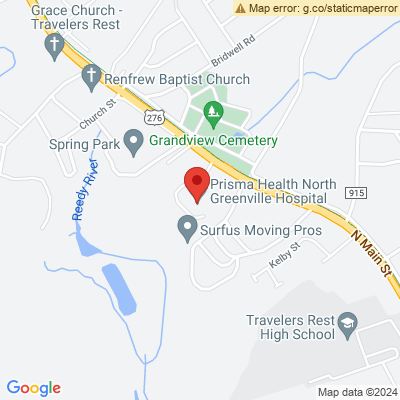 Map error: g.co/staticmaperror
Grace Church -
Travelers Rest
Bridwell Rd
Renfrew Baptist Church
Church St
276
Grandview Cemetery
Spring Park
Reedy River
Prisma Health North
Greenville Hospital
915
Surfus Moving Pros
Kelby St
N Main St
Travelers Rest
High School
Google
Map data ©2024